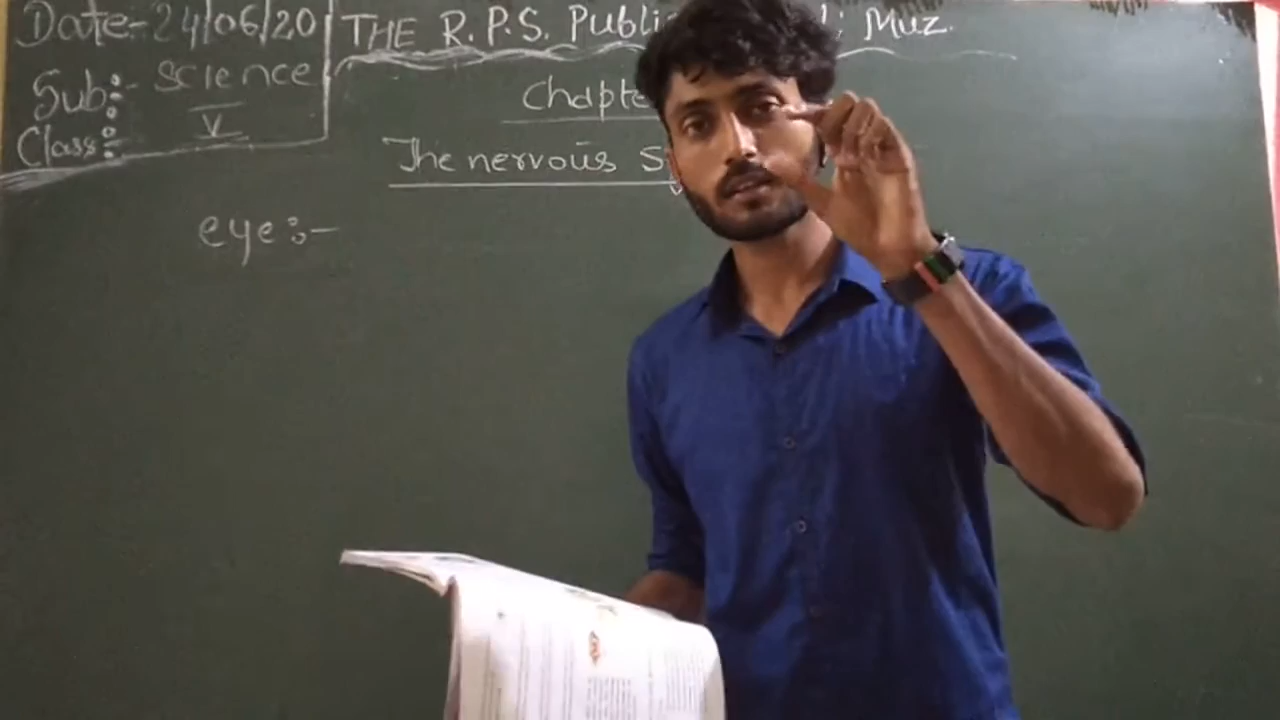 Date:- 24/06/20
THE R.P.S. Publi Muz.
Sub:- Science
Class:- V
Chapte
The nervous S
eye:-